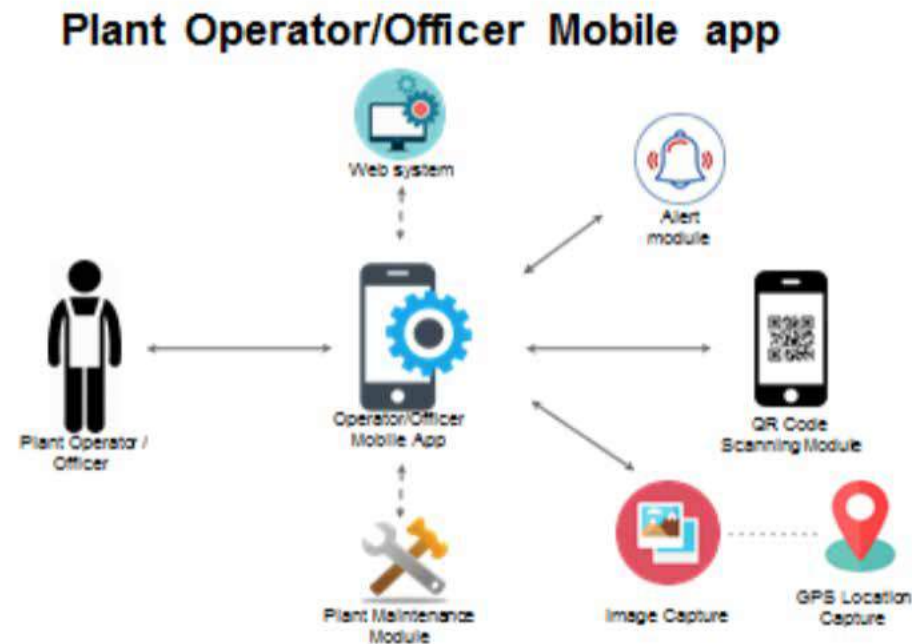 Plant Operator/Officer Mobile app
Web system
Alert
module
Plant Operator /
Officer
Operator/Officer
Mobile App
QR Code
Scanning Module
Plant Maintenance
Module
Image Capture
GPS Location
Capture